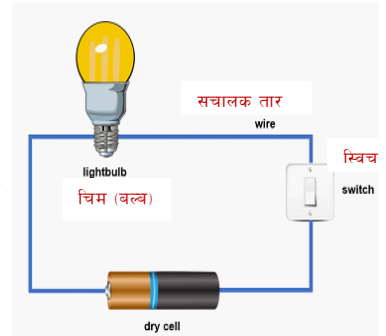 सचालक तार
wire
स्विच
lightbulb
चिम (बल्ब)
switch
dry cell